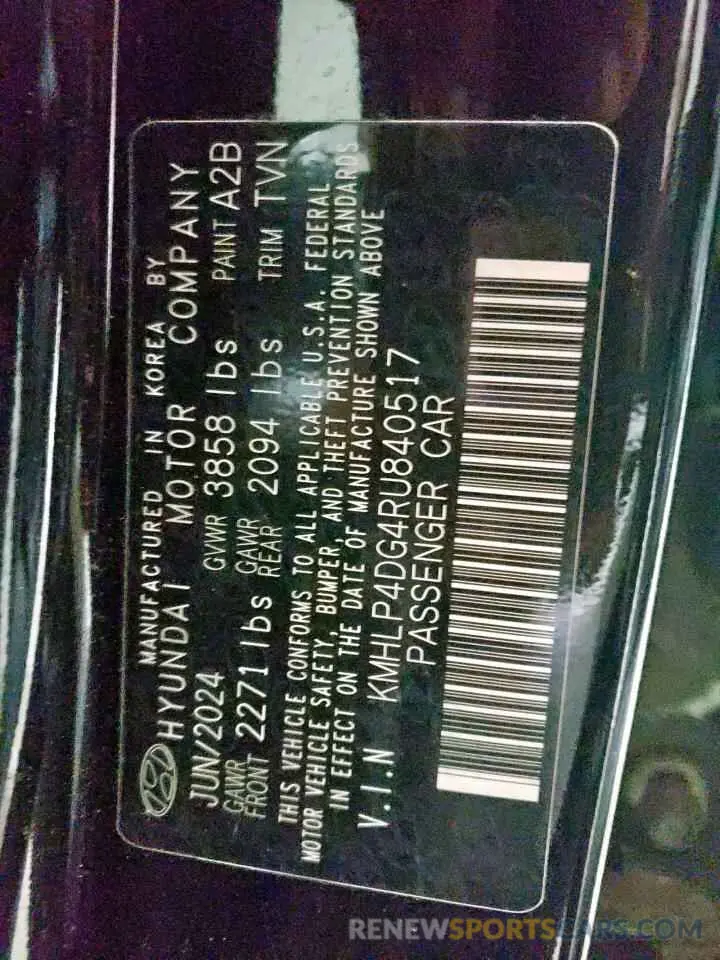 MANUFACTURED IN KOREA BY
HYUNDAI MOTOR COMPANY
JUN/2024 GVWR 3858 lbs PAINT A2B
GAWR FRONT 2271 lbs GAWR REAR 2094 lbs TRIM TVN
THIS VEHICLE CONFORMS TO ALL APPLICABLE U.S.A. FEDERAL
MOTOR VEHICLE SAFETY, BUMPER, AND THEFT PREVENTION STANDARDS
IN EFFECT ON THE DATE OF MANUFACTURE SHOWN ABOVE
V.I.N KMHLP4DG4RU840517
PASSENGER CAR
RENEWSPORTSCARS.COM